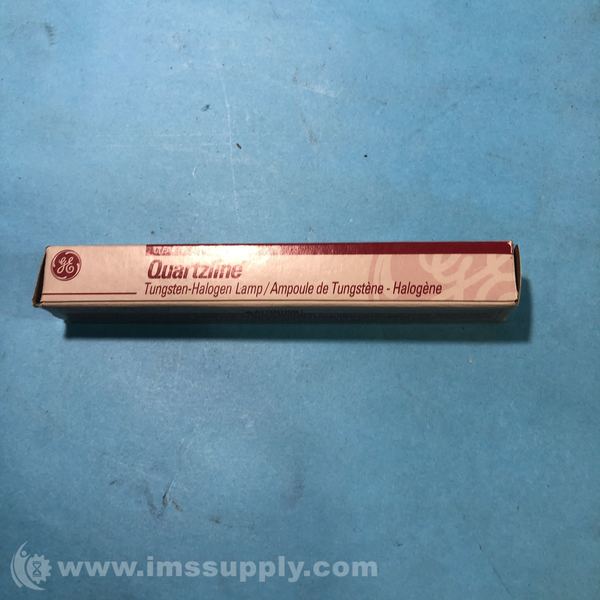 GE
Quartzline
Tungsten-Halogen Lamp / Ampoule de Tungstène - Halogène
www.imssupply.com